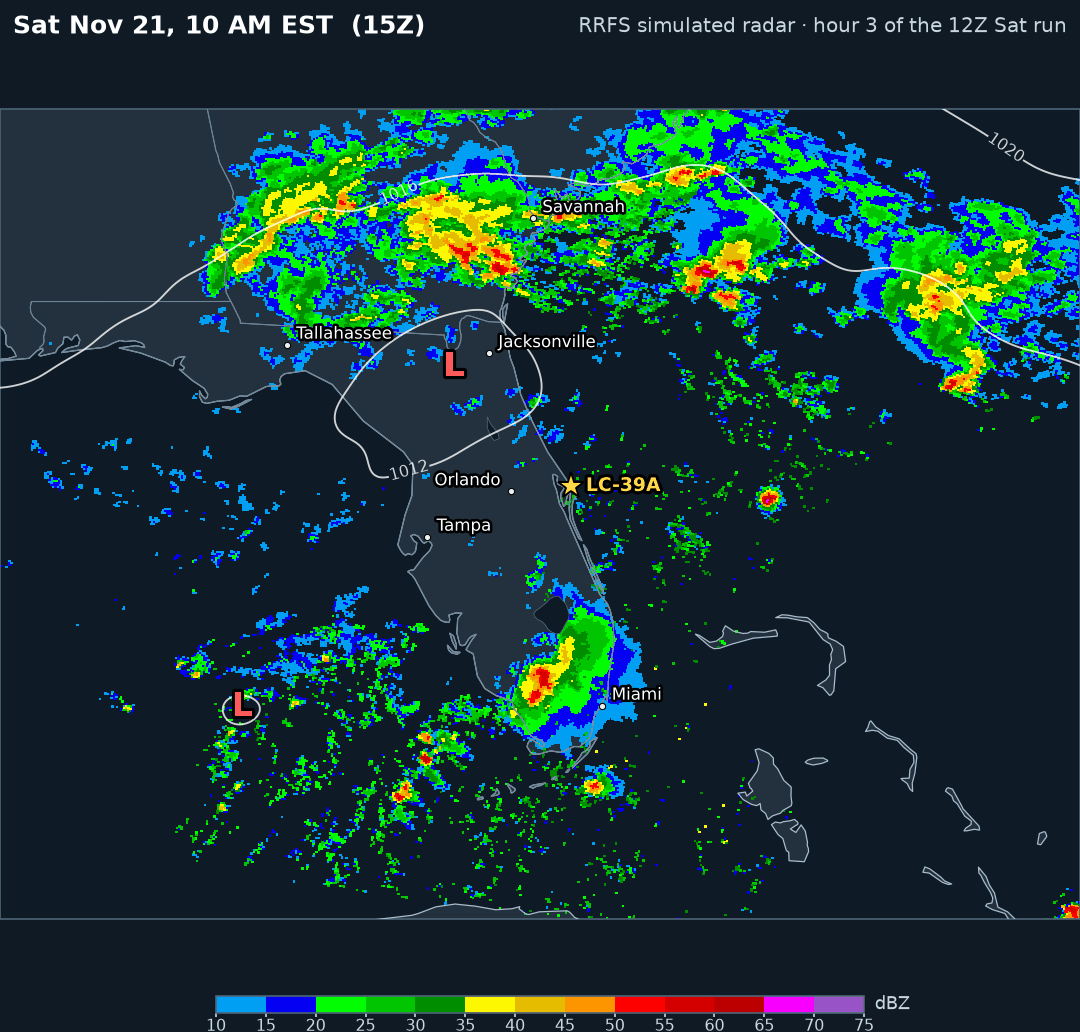 Sat Nov 21, 10 AM EST (15Z)
RRFS simulated radar · hour 3 of the 12Z Sat run
1020
1016
Savannah
Tallahassee
Jacksonville
L
1012
Orlando
LC-39A
Tampa
Miami
L
dBZ
10 15 20 25 30 35 40 45 50 55 60 65 70 75